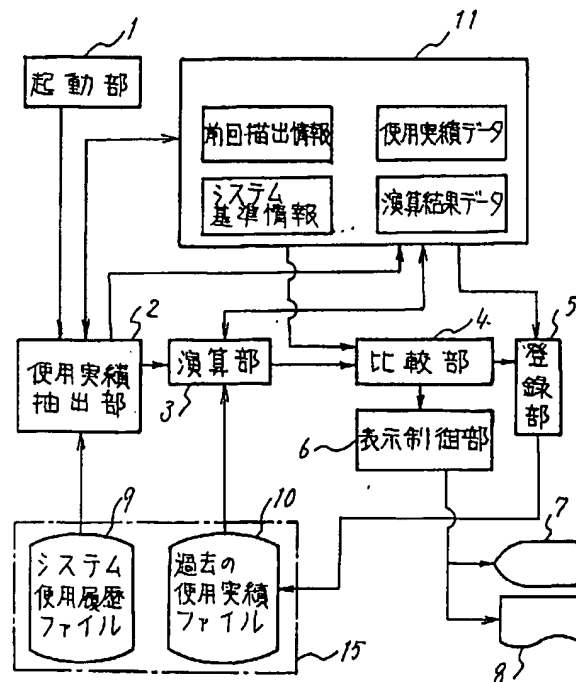 1
起動部
11
前回描出情報
使用実績データ
システム
基準情報
‥
演算結果データ
2
使用実績
抽出部
演算部
3
4
比較部
5
登録部
6
表示制御部
7
8
9
システム
使用履歴
ファイル
10
過去の
使用実績
ファイル
15